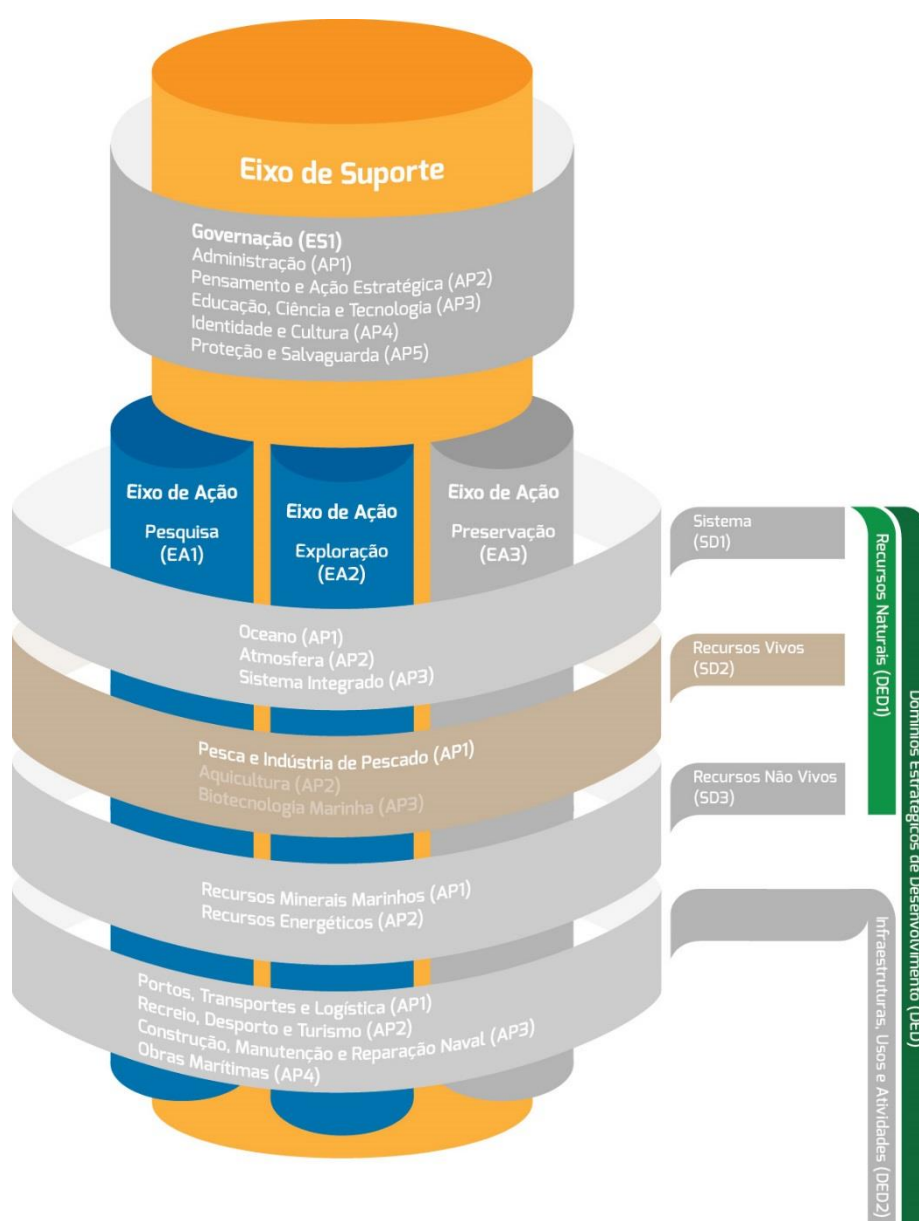 Eixo de Suporte
Governação (ES1)
Administração (AP1)
Pensamento e Ação Estratégica (AP2)
Educação, Ciência e Tecnologia (AP3)
Identidade e Cultura (AP4)
Proteção e Salvaguarda (AP5)
Eixo de Ação
Pesquisa
(EA1)
Eixo de Ação
Exploração
(EA2)
Eixo de Ação
Preservação
(EA3)
Oceano (AP1)
Atmosfera (AP2)
Sistema Integrado (AP3)
Pesca e Indústria de Pescado (AP1)
Aquicultura (AP2)
Biotecnologia Marinha (AP3)
Recursos Minerais Marinhos (AP1)
Recursos Energéticos (AP2)
Portos, Transportes e Logística (AP1)
Recreio, Desporto e Turismo (AP2)
Construção, Manutenção e Reparação Naval (AP3)
Obras Marítimas (AP4)
Sistema
(SD1)
Recursos Vivos
(SD2)
Recursos Não Vivos
(SD3)
Recursos Naturais (DED1)
Infraestruturas, Usos e Atividades (DED2)
Domínios Estratégicos de Desenvolvimento (DED)